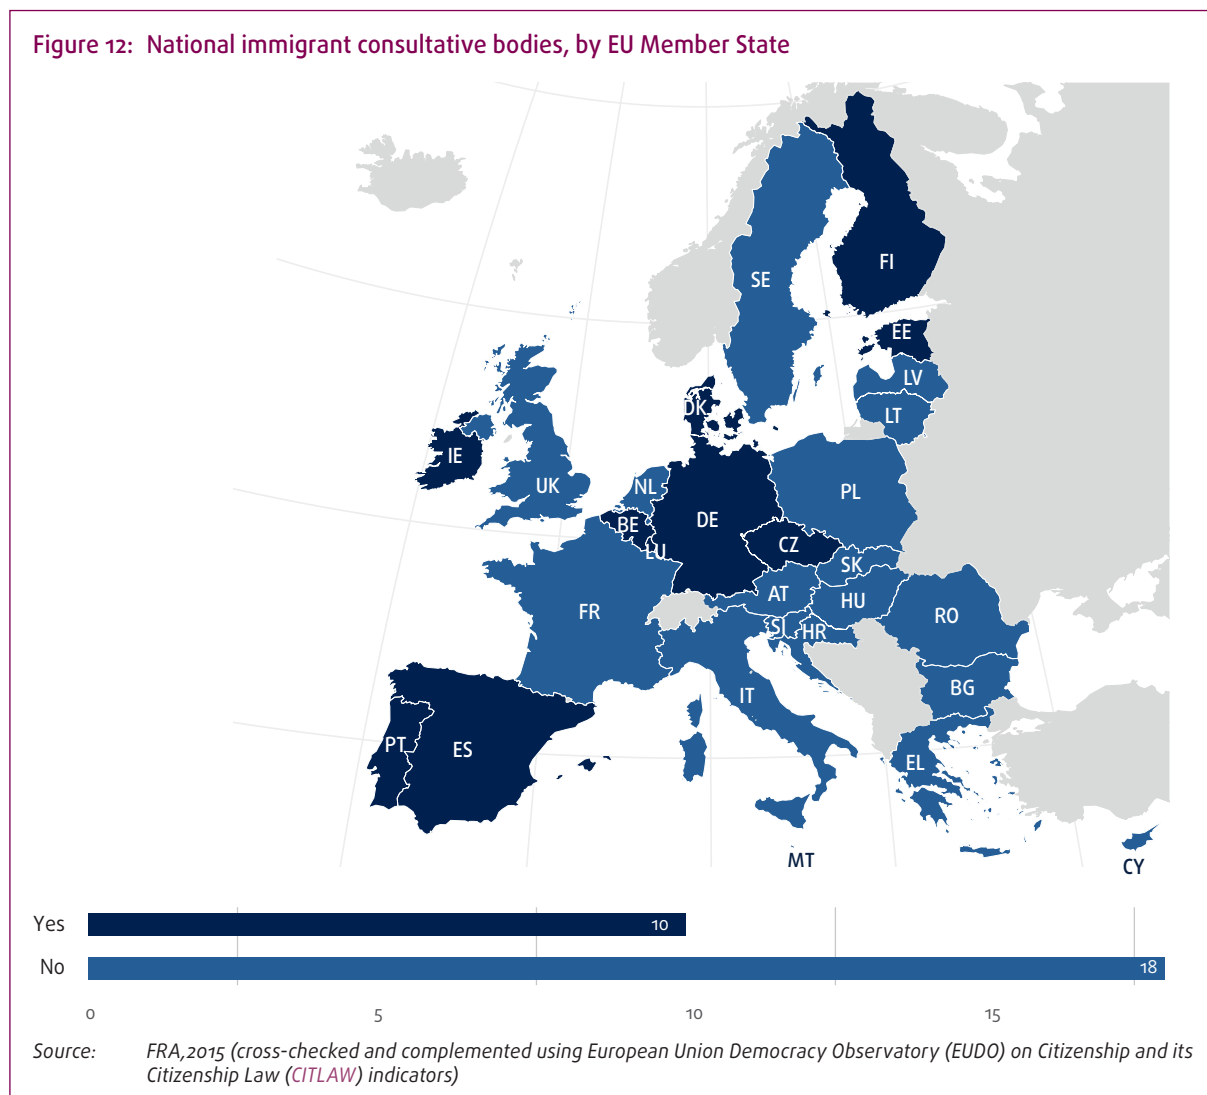 Figure 12: National immigrant consultative bodies, by EU Member State
FI
SE
EE
LV
DK
LT
IE
UK
NL
PL
BE
DE
LU
CZ
SK
AT
HU
FR
RO
SI
HR
BG
IT
PT
ES
EL
MT
CY
Yes
10
No
18
0 5 10 15
Source: FRA,2015 (cross-checked and complemented using European Union Democracy Observatory (EUDO) on Citizenship and its
Citizenship Law (CITLAW) indicators)